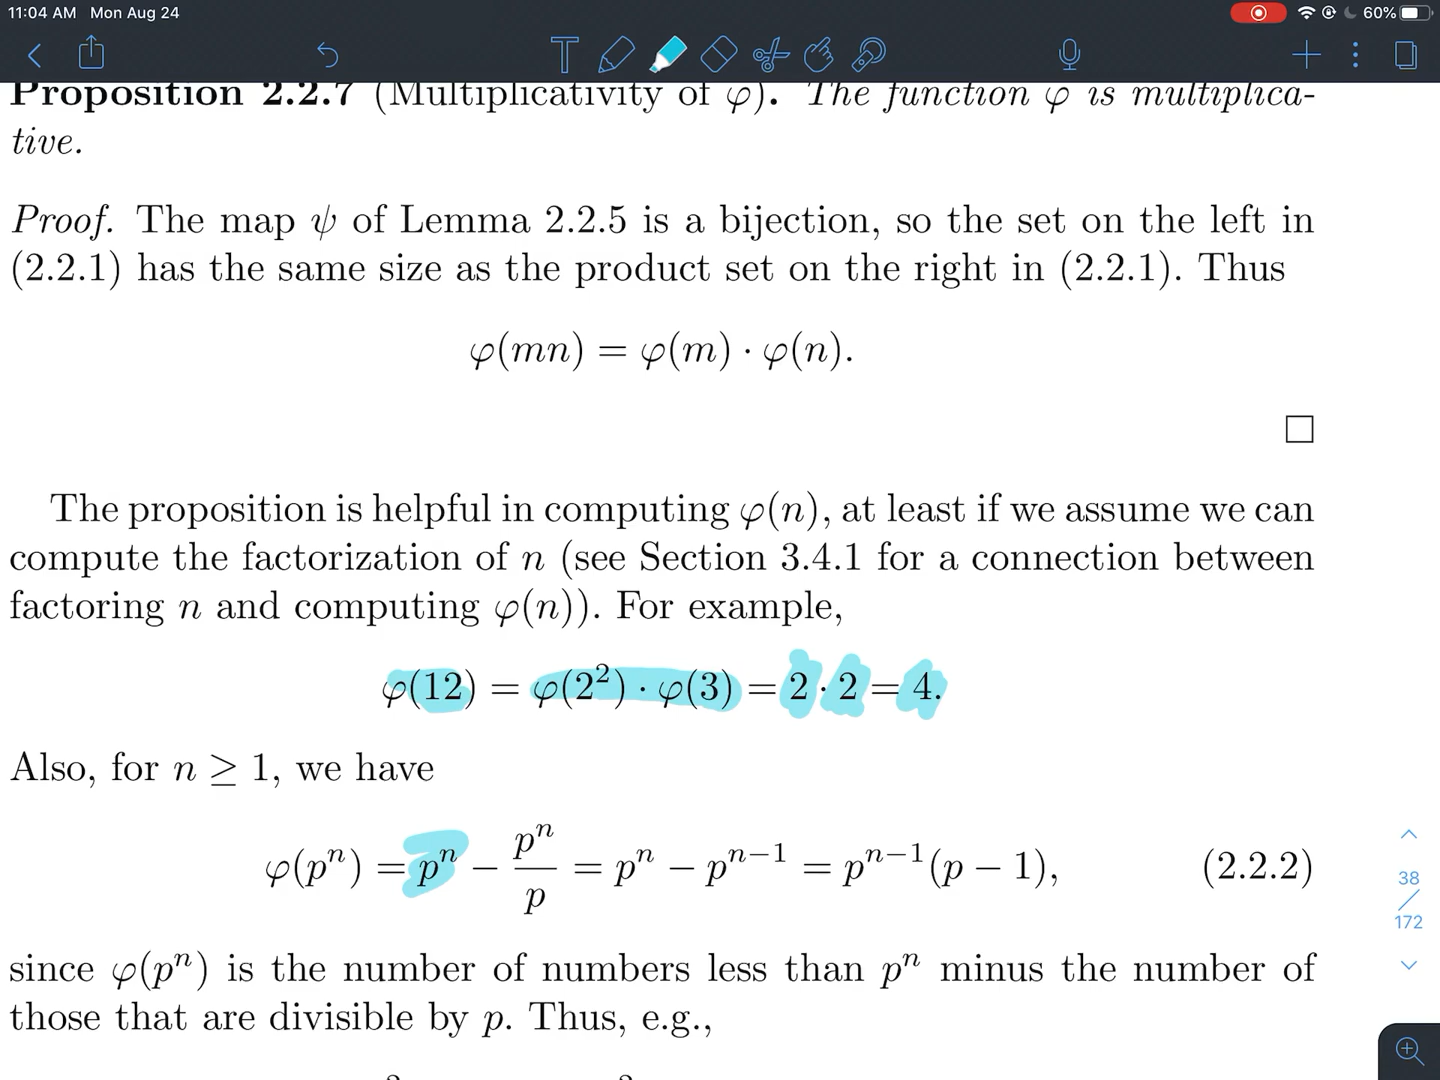 11:04 AM Mon Aug 24
60%
Proposition 2.2.7 (Multiplicativity of φ). The function φ is multiplica-
tive.
Proof. The map ψ of Lemma 2.2.5 is a bijection, so the set on the left in
(2.2.1) has the same size as the product set on the right in (2.2.1). Thus
φ(mn) = φ(m) · φ(n).
□
The proposition is helpful in computing φ(n), at least if we assume we can
compute the factorization of n (see Section 3.4.1 for a connection between
factoring n and computing φ(n)). For example,
φ(12) = φ(2²) · φ(3) = 2 · 2 = 4.
Also, for n ≥ 1, we have
φ(pⁿ) = pⁿ − pⁿ/p = pⁿ − pⁿ⁻¹ = pⁿ⁻¹(p − 1), (2.2.2)
38
/
172
since φ(pⁿ) is the number of numbers less than pⁿ minus the number of
those that are divisible by p. Thus, e.g.,